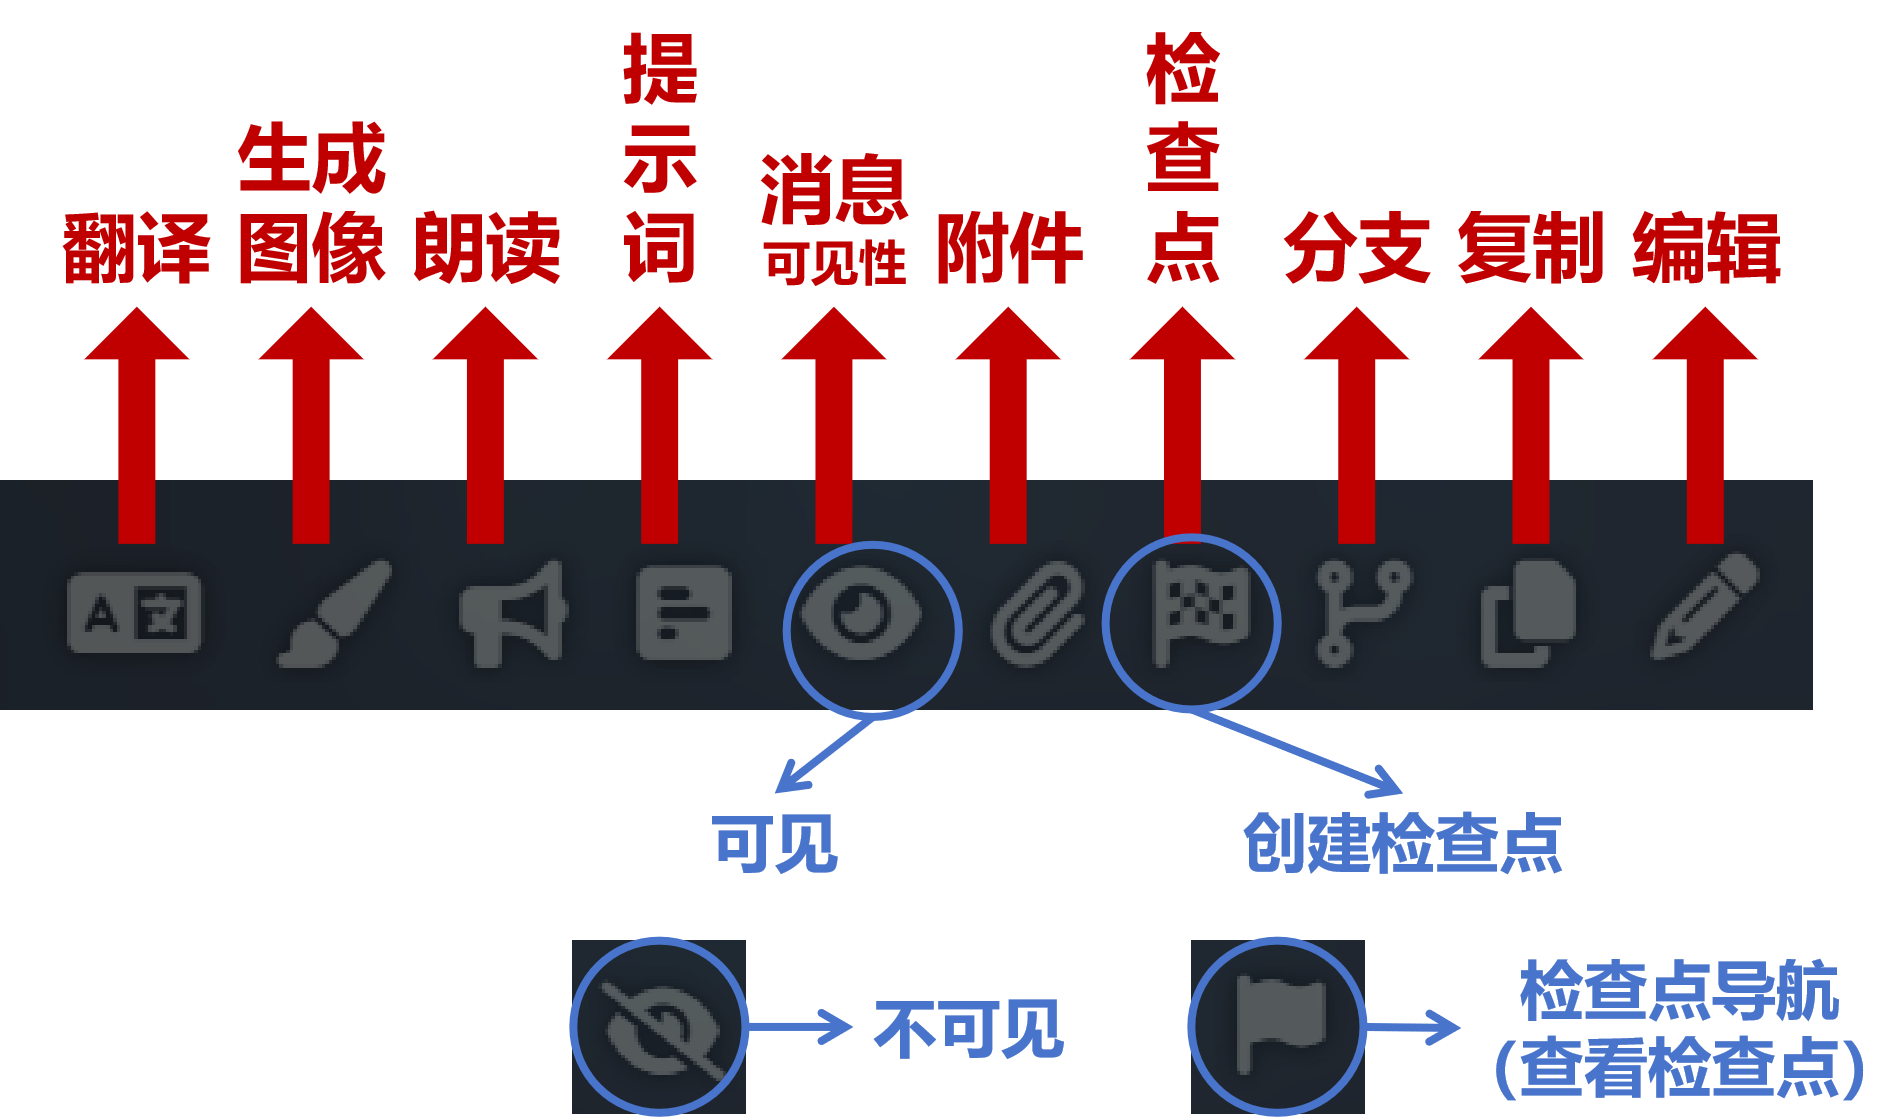 翻译
生成
图像
朗读
提
示
词
消息
可见性
附件
检
查
点
分支
复制
编辑
A 文
可见
创建检查点
不可见
检查点导航
(查看检查点)